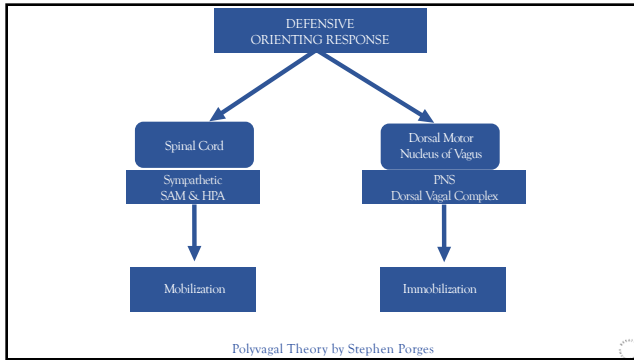 DEFENSIVE
ORIENTING RESPONSE
Spinal Cord
Dorsal Motor
Nucleus of Vagus
Sympathetic
SAM & HPA
PNS
Dorsal Vagal Complex
Mobilization
Immobilization
Polyvagal Theory by Stephen Porges